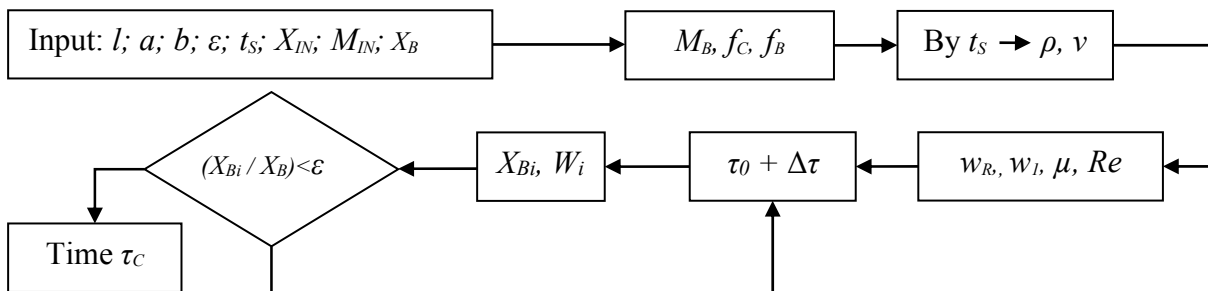 Input: l; a; b; ε; tS; XIN; MIN; XB
MB, fC, fB
By tS → ρ, ν
wR,, wI, μ, Re
τ0 + Δτ
XBi, Wi
(XBi / XB)<ε
Time τC